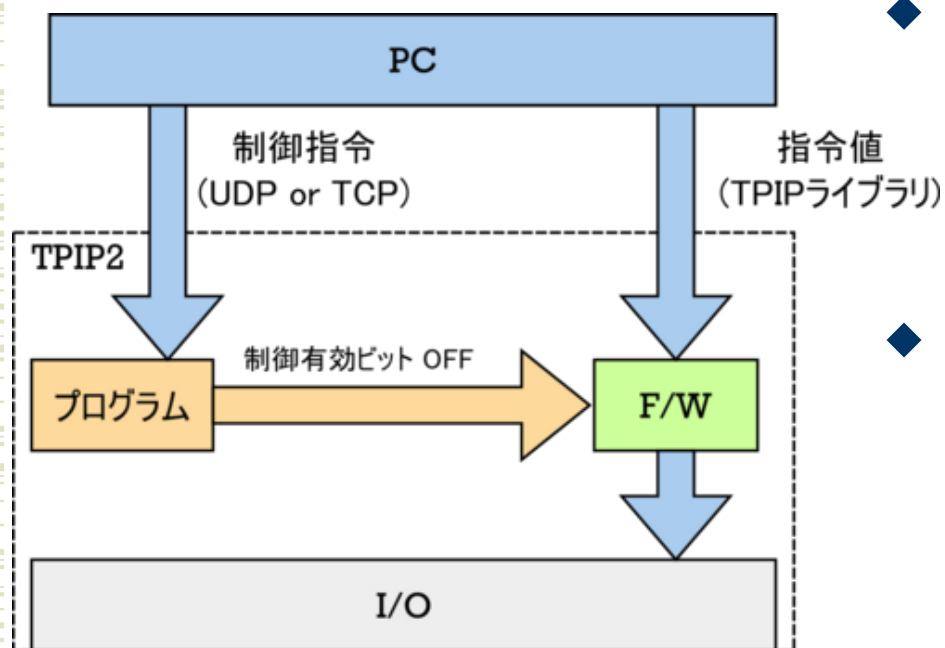 PC
制御指令
(UDP or TCP)
指令値
(TPIPライブラリ)
TPIP2
制御有効ビット OFF
プログラム
F/W
I/O